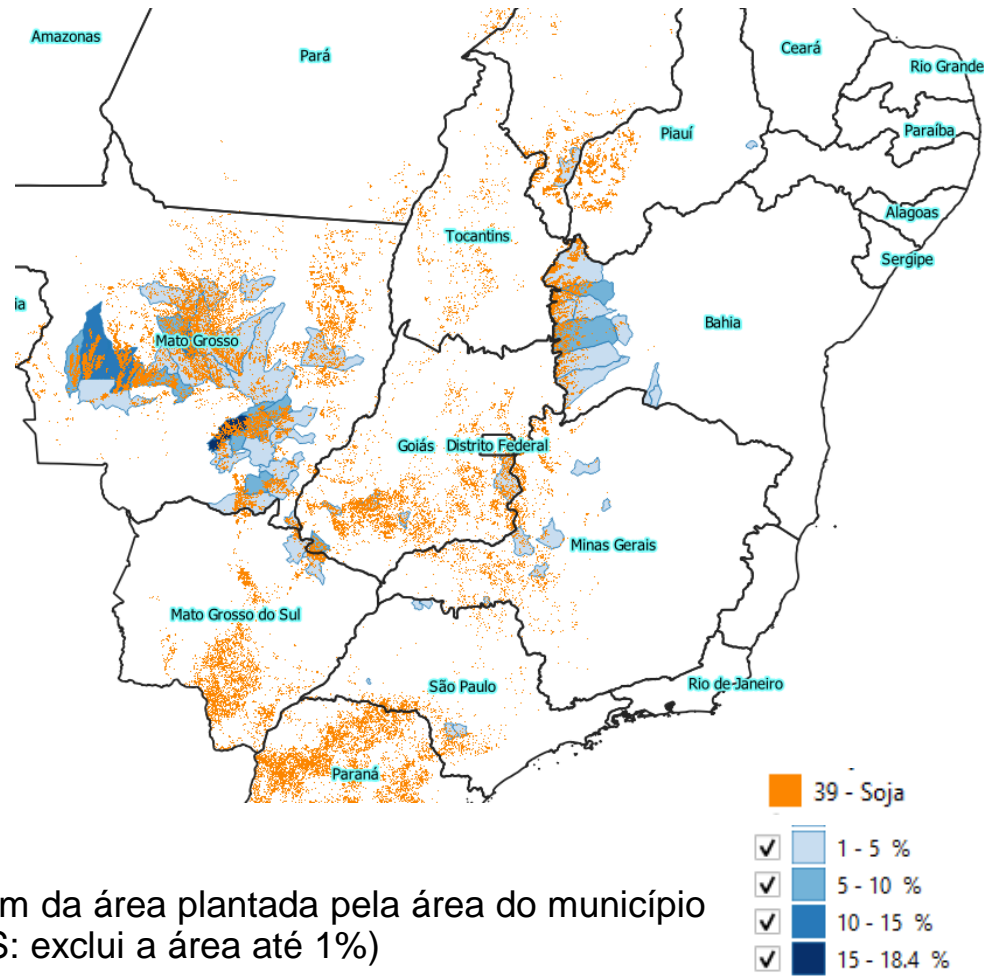 Amazonas
Pará
Ceará
Rio Grande
Piauí
Paraíba
Alagoas
Tocantins
Sergipe
ia
Mato Grosso
Bahia
Goiás
Distrito Federal
Minas Gerais
Mato Grosso do Sul
São Paulo
Rio de Janeiro
Paraná
39 - Soja
1 - 5 %
5 - 10 %
m da área plantada pela área do município
10 - 15 %
S: exclui a área até 1%)
15 - 18.4 %